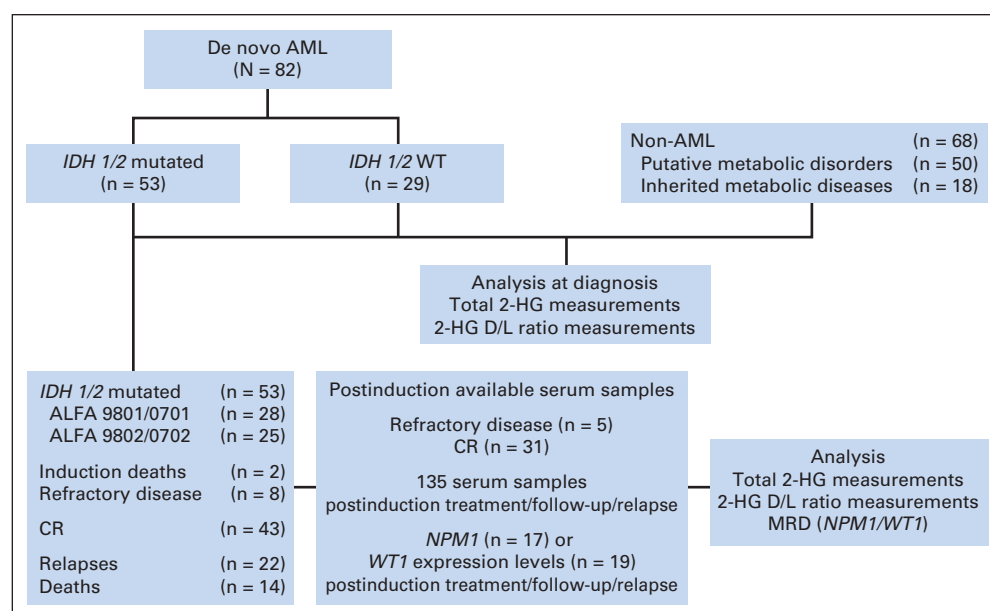 De novo AML
(N = 82)
IDH 1/2 mutated
(n = 53)
IDH 1/2 WT
(n = 29)
Non-AML (n = 68)
Putative metabolic disorders (n = 50)
Inherited metabolic diseases (n = 18)
Analysis at diagnosis
Total 2-HG measurements
2-HG D/L ratio measurements
IDH 1/2 mutated (n = 53)
ALFA 9801/0701 (n = 28)
ALFA 9802/0702 (n = 25)
Induction deaths (n = 2)
Refractory disease (n = 8)
CR (n = 43)
Relapses (n = 22)
Deaths (n = 14)
Postinduction available serum samples
Refractory disease (n = 5)
CR (n = 31)
135 serum samples
postinduction treatment/follow-up/relapse
NPM1 (n = 17) or
WT1 expression levels (n = 19)
postinduction treatment/follow-up/relapse
Analysis
Total 2-HG measurements
2-HG D/L ratio measurements
MRD (NPM1/WT1)